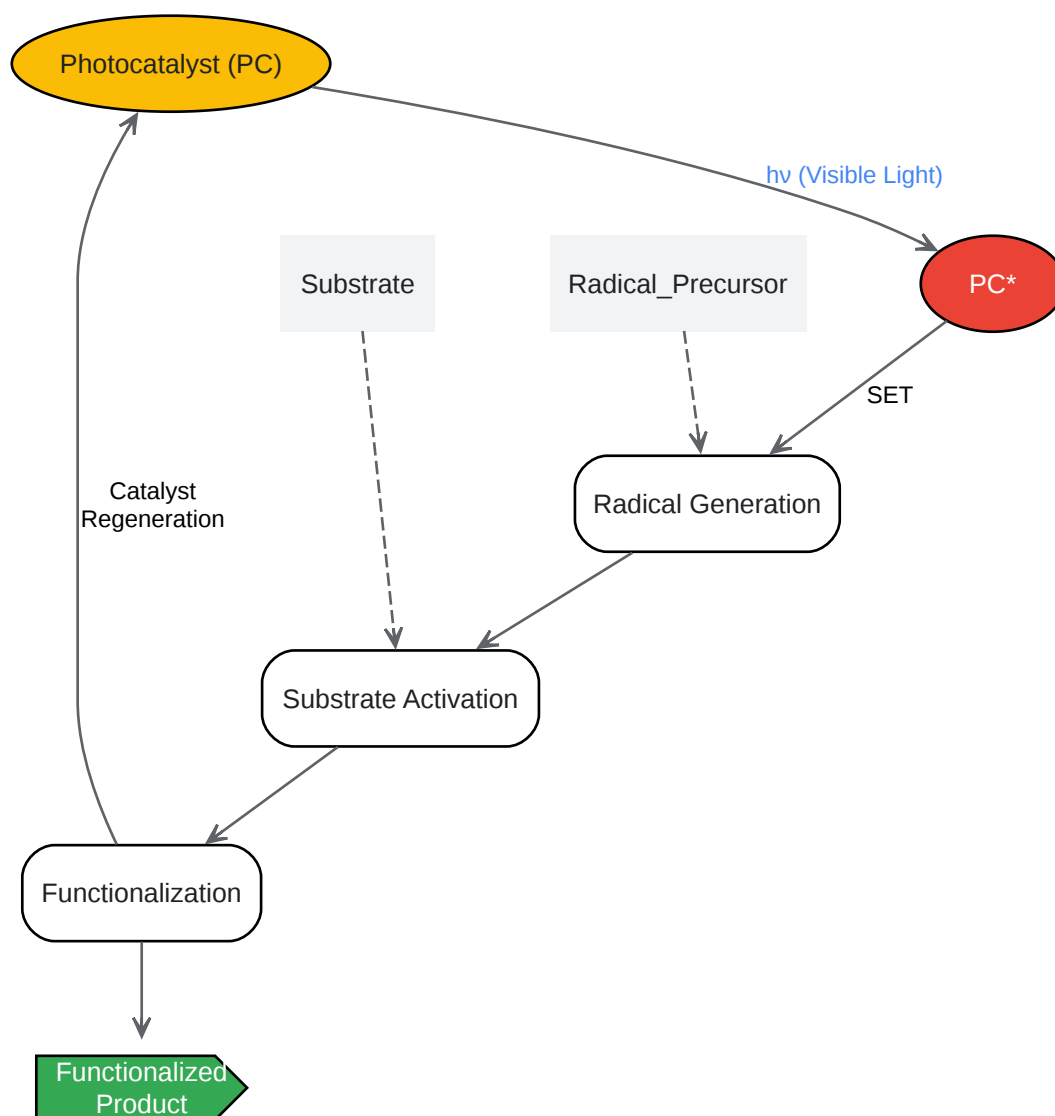 Photocatalyst (PC)
hν (Visible Light)
Substrate
Radical_Precursor
PC*
SET
Catalyst
Regeneration
Radical Generation
Substrate Activation
Functionalization
Functionalized
Product